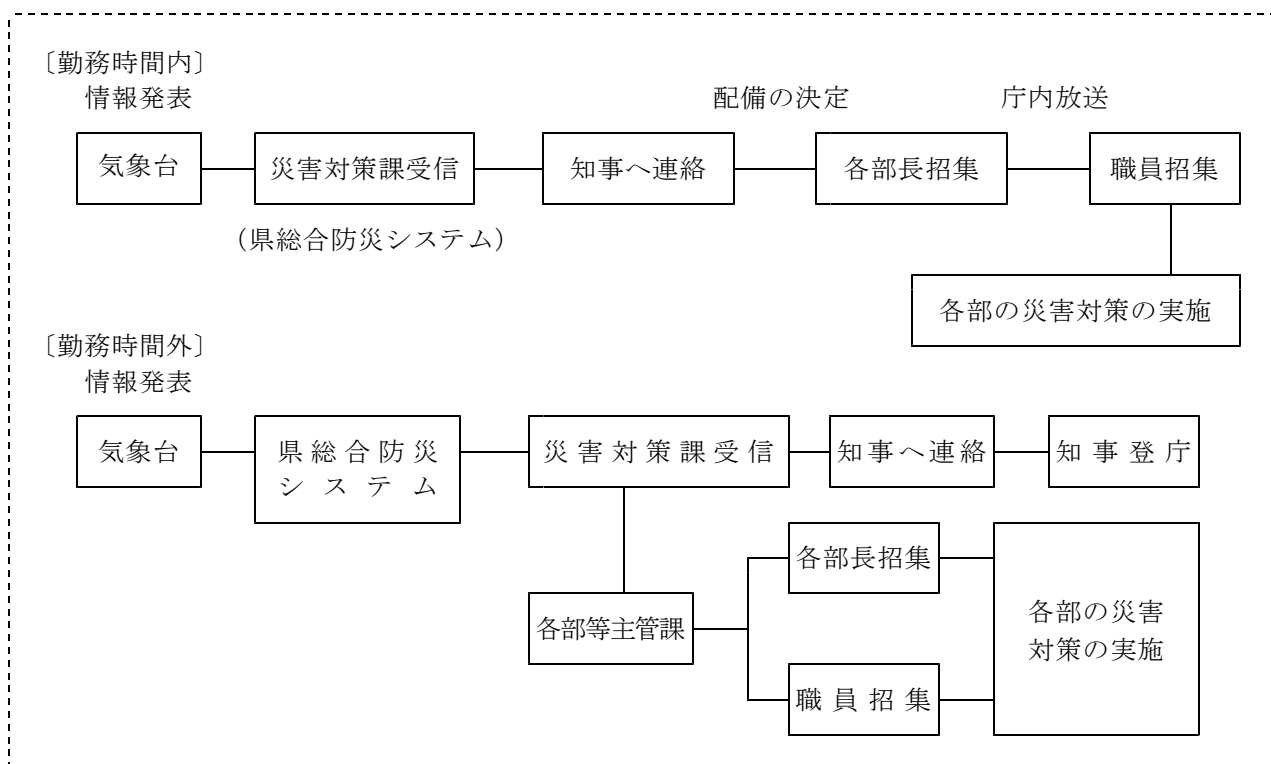 〔勤務時間内〕
情報発表
配備の決定
庁内放送
気象台
災害対策課受信
知事へ連絡
各部長招集
職員招集
（県総合防災システム）
各部の災害対策の実施
〔勤務時間外〕
情報発表
気象台
県総合防災
システム
災害対策課受信
知事へ連絡
知事登庁
各部等主管課
各部長招集
職員招集
各部の災害
対策の実施